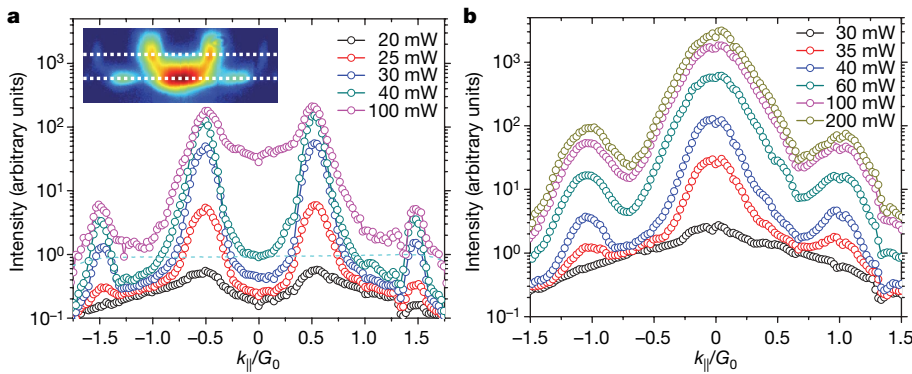 a
20 mW
25 mW
30 mW
40 mW
100 mW
Intensity (arbitrary units)
10³
10²
10¹
10⁰
10⁻¹
−1.5 −1.0 −0.5 0 0.5 1.0 1.5
k||/G₀
b
30 mW
35 mW
40 mW
60 mW
100 mW
200 mW
Intensity (arbitrary units)
10³
10²
10¹
10⁰
10⁻¹
−1.5 −1.0 −0.5 0 0.5 1.0 1.5
k||/G₀